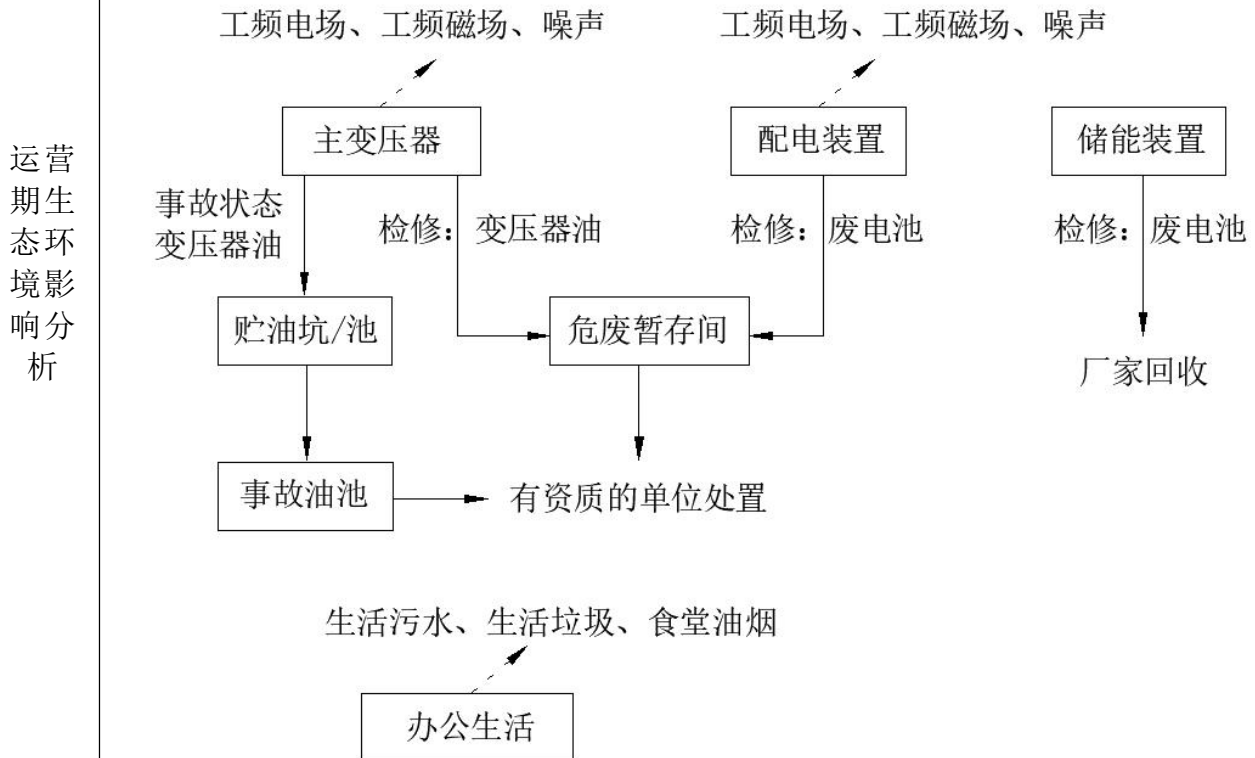 工频电场、工频磁场、噪声
工频电场、工频磁场、噪声
主变压器
配电装置
储能装置
运营
期生
态环
境影
响分
析
事故状态
变压器油
检修：变压器油
检修：废电池
检修：废电池
贮油坑/池
危废暂存间
厂家回收
事故油池
有资质的单位处置
生活污水、生活垃圾、食堂油烟
办公生活